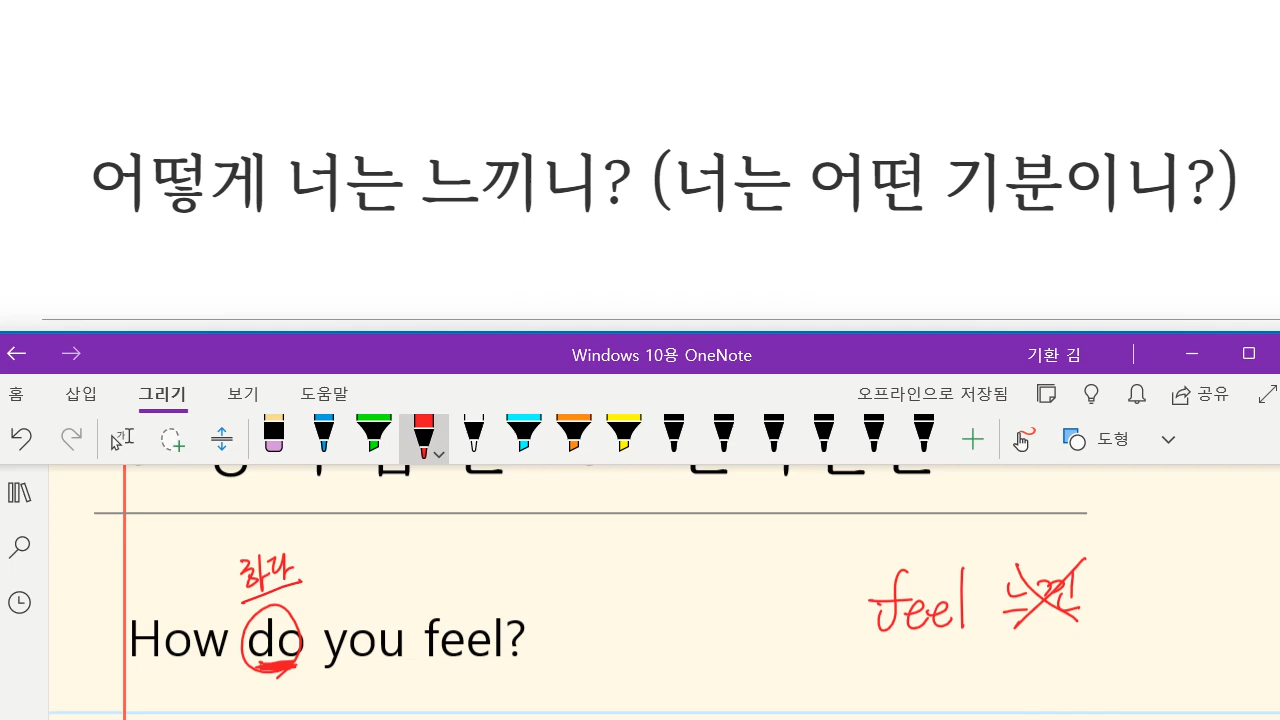 어떻게 너는 느끼니? (너는 어떤 기분이니?)
Windows 10용 OneNote
기환 김
홈 삽입 그리기 보기 도움말 오프라인으로 저장됨 공유
도형
하다
feel 느낀
How do you feel?